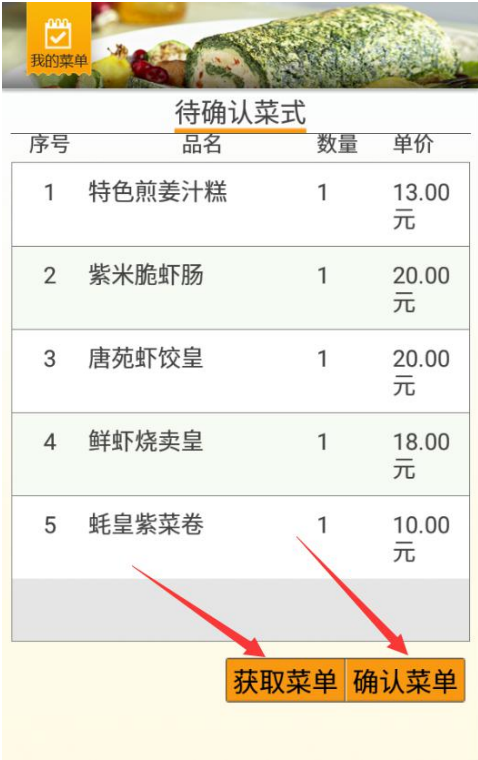 我的菜单
待确认菜式
序号 品名 数量 单价
1 特色煎姜汁糕 1 13.00
元
2 紫米脆虾肠 1 20.00
元
3 唐苑虾饺皇 1 20.00
元
4 鲜虾烧卖皇 1 18.00
元
5 蚝皇紫菜卷 1 10.00
元
获取菜单 确认菜单